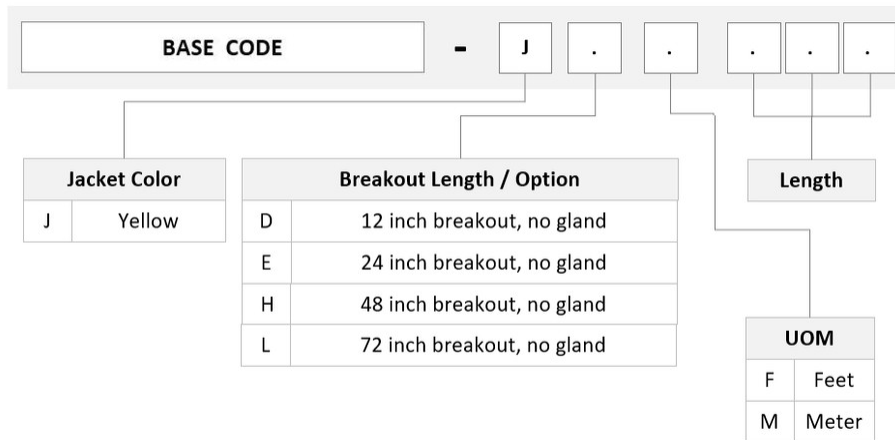 BASE CODE - J . . . . .
Jacket Color
J Yellow
Breakout Length / Option
D 12 inch breakout, no gland
E 24 inch breakout, no gland
H 48 inch breakout, no gland
L 72 inch breakout, no gland
Length
UOM
F Feet
M Meter